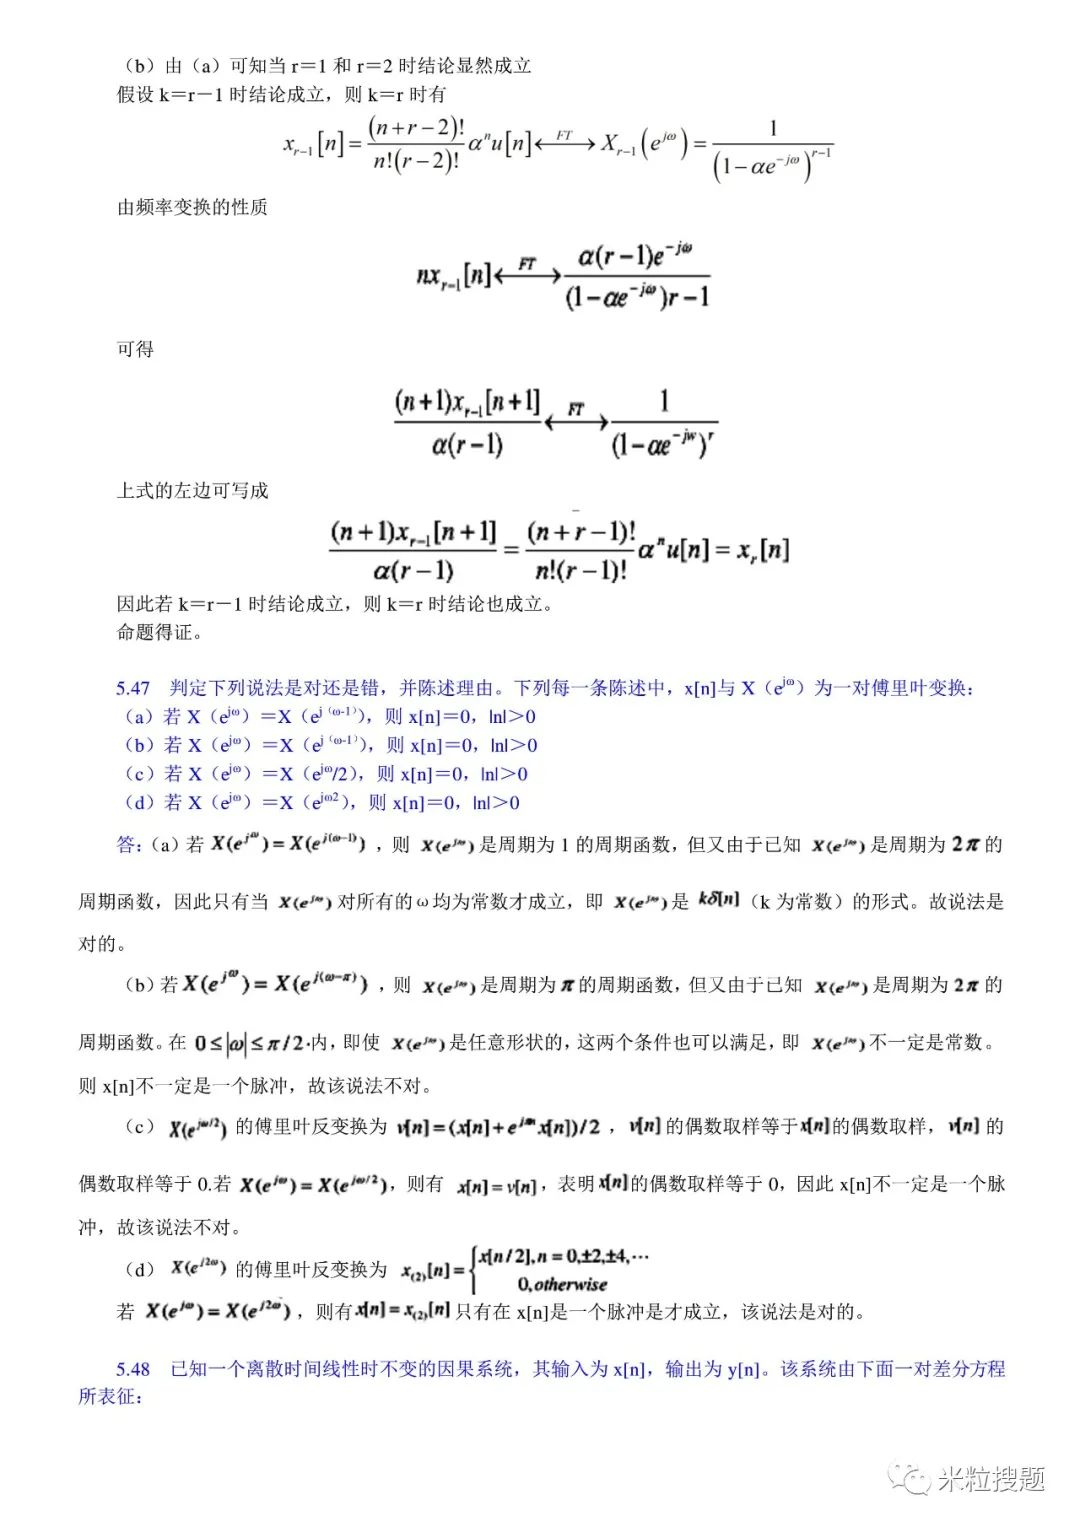 （b）由（a）可知当 r＝1 和 r＝2 时结论显然成立
假设 k＝r－1 时结论成立，则 k＝r 时有
x_{r-1}[n] = \frac{(n+r-2)!}{n!(r-2)!} α^n u[n] \overset{FT}{⟷} X_{r-1}(e^{jω}) = \frac{1}{(1-αe^{-jω})^{r-1}}
由频率变换的性质
nx_{r-1}[n] \overset{FT}{⟷} \frac{α(r-1)e^{-jω}}{(1-αe^{-jω})r-1}
可得
\frac{(n+1)x_{r-1}[n+1]}{α(r-1)} \overset{FT}{⟷} \frac{1}{(1-αe^{-jw})^r}
上式的左边可写成
\frac{(n+1)x_{r-1}[n+1]}{α(r-1)} = \frac{(n+r-1)!}{n!(r-1)!} α^n u[n] = x_r[n]
因此若 k＝r－1 时结论成立，则 k＝r 时结论也成立。
命题得证。
5.47 判定下列说法是对还是错，并陈述理由。下列每一条陈述中，x[n]与 X（e^{jω}）为一对傅里叶变换：
（a）若 X（e^{jω}）＝X（e^{j（ω-1）}），则 x[n]＝0，|n|＞0
（b）若 X（e^{jω}）＝X（e^{j（ω-1）}），则 x[n]＝0，|n|＞0
（c）若 X（e^{jω}）＝X（e^{jω}/2），则 x[n]＝0，|n|＞0
（d）若 X（e^{jω}）＝X（e^{jω2}），则 x[n]＝0，|n|＞0
答：（a）若 X(e^{jω}) = X(e^{j(ω-1)})，则 X(e^{jω}) 是周期为 1 的周期函数，但又由于已知 X(e^{jω}) 是周期为 2π 的
周期函数，因此只有当 X(e^{jω}) 对所有的 ω 均为常数才成立，即 X(e^{jω}) 是 kδ[n]（k 为常数）的形式。故说法是
对的。
（b）若 X(e^{jω}) = X(e^{j(ω-π)})，则 X(e^{jω}) 是周期为 π 的周期函数，但又由于已知 X(e^{jω}) 是周期为 2π 的
周期函数。在 0≤|ω|≤π/2 内，即使 X(e^{jω}) 是任意形状的，这两个条件也可以满足，即 X(e^{jω}) 不一定是常数。
则 x[n]不一定是一个脉冲，故该说法不对。
（c） X(e^{jω/2}) 的傅里叶反变换为 v[n]=(x[n]+e^{jπn}x[n])/2， v[n] 的偶数取样等于x[n]的偶数取样， v[n] 的
偶数取样等于 0.若 X(e^{jω}) = X(e^{jω/2})，则有 x[n]=v[n]，表明x[n]的偶数取样等于 0，因此 x[n]不一定是一个脉
冲，故该说法不对。
（d） X(e^{j2ω}) 的傅里叶反变换为 x_{(2)}[n] = { x[n/2], n = 0,±2,±4,⋯
0, otherwise
若 X(e^{jω}) = X(e^{j2ω})，则有 x[n]=x_{(2)}[n] 只有在 x[n]是一个脉冲是才成立，该说法是对的。
5.48 已知一个离散时间线性时不变的因果系统，其输入为 x[n]，输出为 y[n]。该系统由下面一对差分方程
所表征：
米粒搜题